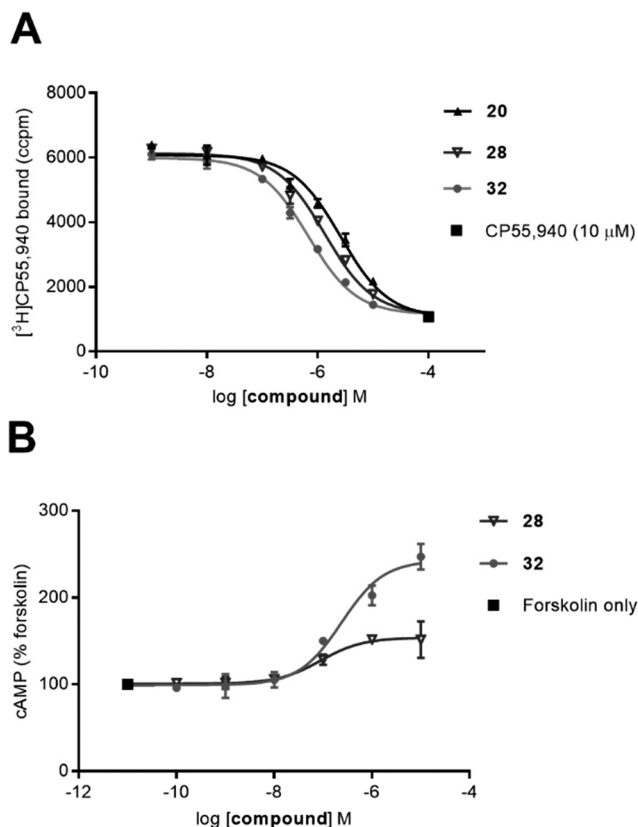 A
8000
6000
4000
2000
0
[³H]CP55,940 bound (ccpm)
-10
-8
-6
-4
log [compound] M
20
28
32
CP55,940 (10 μM)
B
300
200
100
0
cAMP (% forskolin)
-12
-10
-8
-6
-4
log [compound] M
28
32
Forskolin only